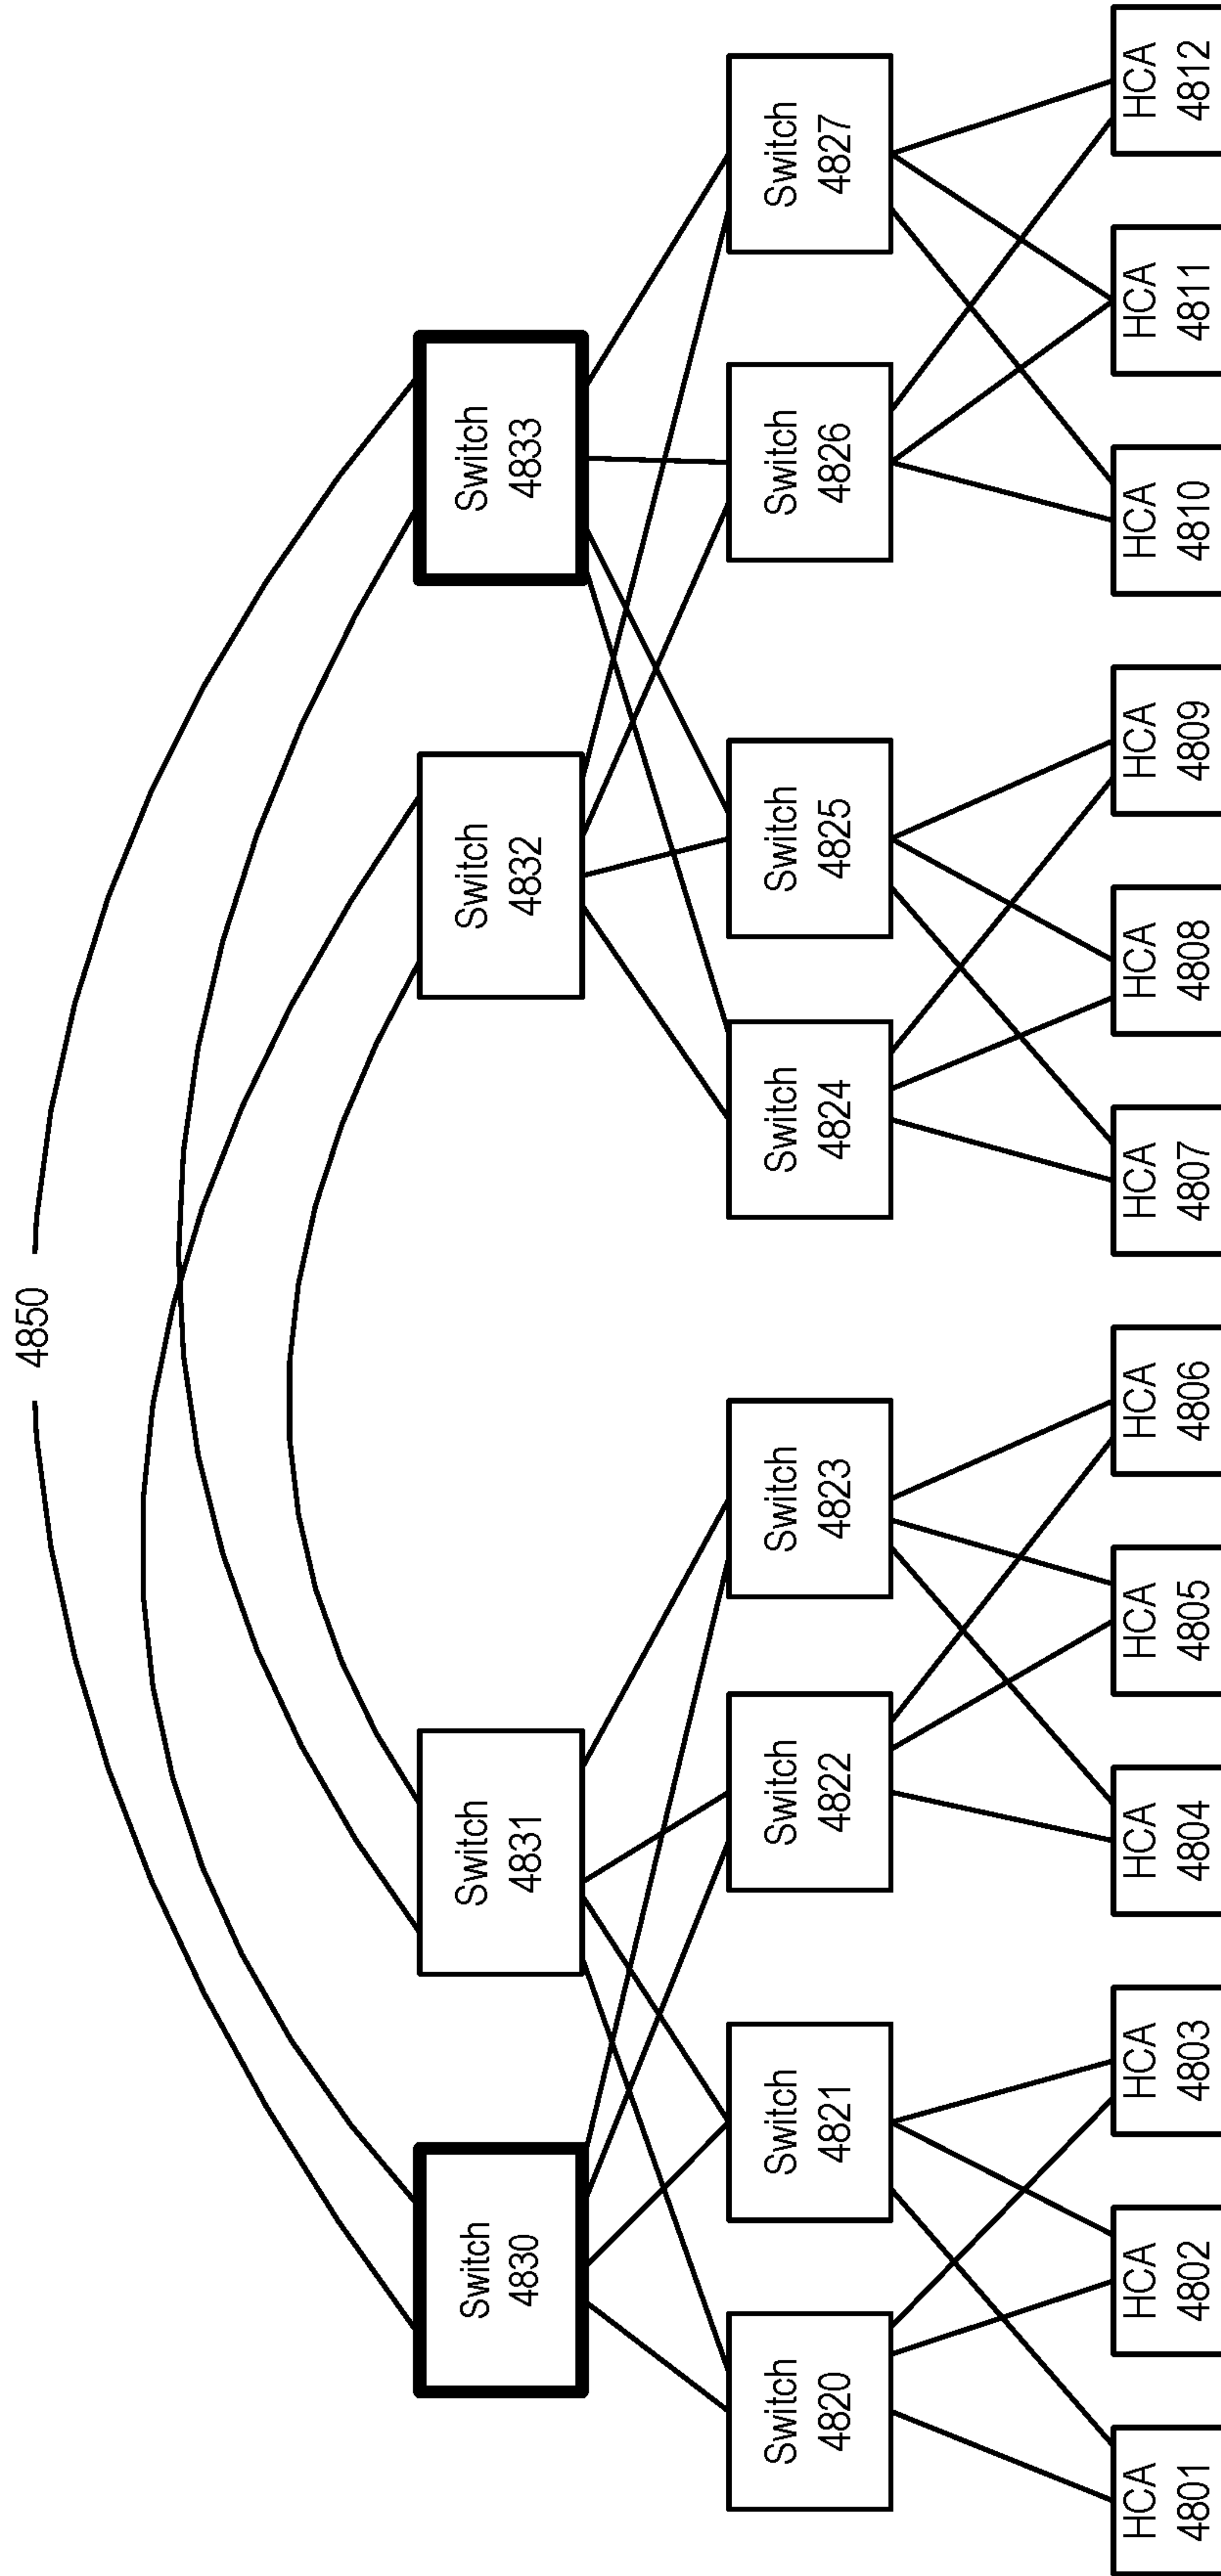 4850
Switch
4830
Switch
4831
Switch
4832
Switch
4833
Switch
4820
Switch
4821
Switch
4822
Switch
4823
Switch
4824
Switch
4825
Switch
4826
Switch
4827
HCA
4801
HCA
4802
HCA
4803
HCA
4804
HCA
4805
HCA
4806
HCA
4807
HCA
4808
HCA
4809
HCA
4810
HCA
4811
HCA
4812